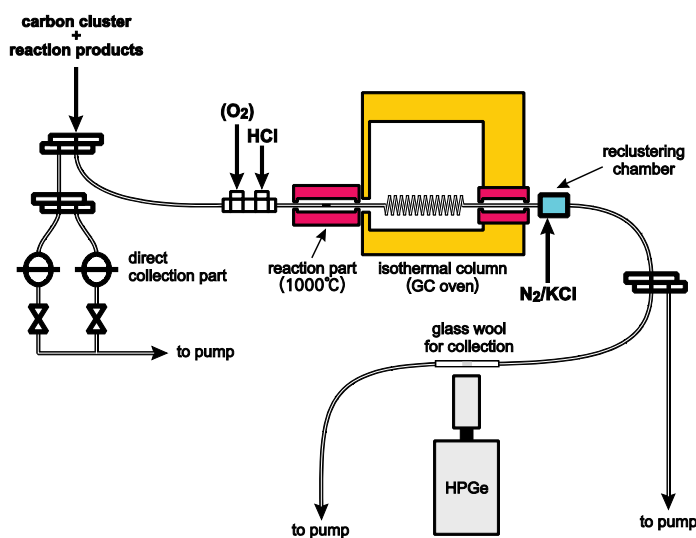 carbon cluster
+
reaction products
(O₂)
HCl
reclustering
chamber
direct
collection part
reaction part
(1000℃)
isothermal column
(GC oven)
N₂/KCl
glass wool
for collection
to pump
HPGe
to pump
to pump